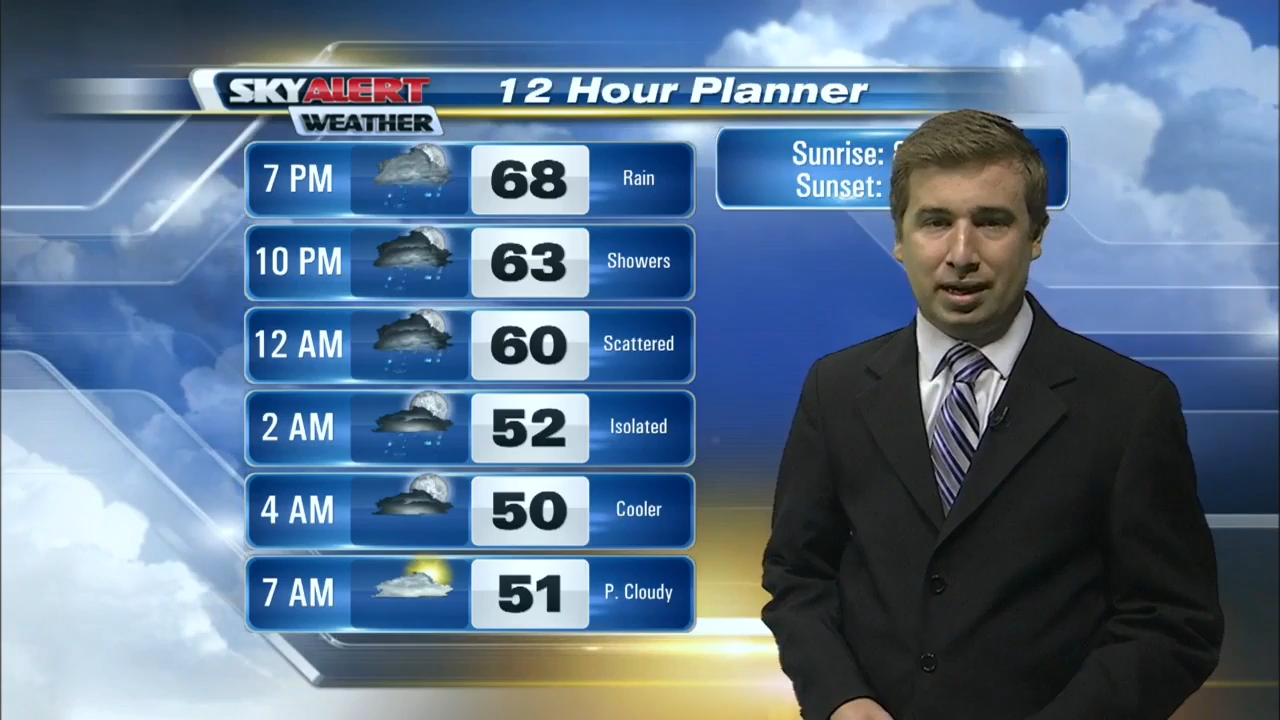 SKYALERT
WEATHER
12 Hour Planner
7 PM 68 Rain
10 PM 63 Showers
12 AM 60 Scattered
2 AM 52 Isolated
4 AM 50 Cooler
7 AM 51 P. Cloudy
Sunrise:
Sunset: